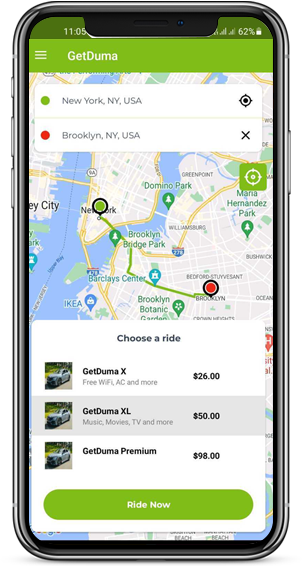 11:05
62%
GetDuma
New York, NY, USA
Brooklyn, NY, USA
GREENPOINT
Domino Park
Maria
Hernandez
Park
WILLIAMSBURG
ey City
New York
Brooklyn
Bridge Park
BUSHWICK
Barclays Center
BEDFORD-STUYVESANT
IKEA
BROOKLYN
Brooklyn
Botanic
Garden
CROWN HEIGHTS
Choose a ride
GetDuma X
Free WiFi, AC and more
$26.00
GetDuma XL
Music, Movies, TV and more
$50.00
GetDuma Premium
$98.00
Ride Now